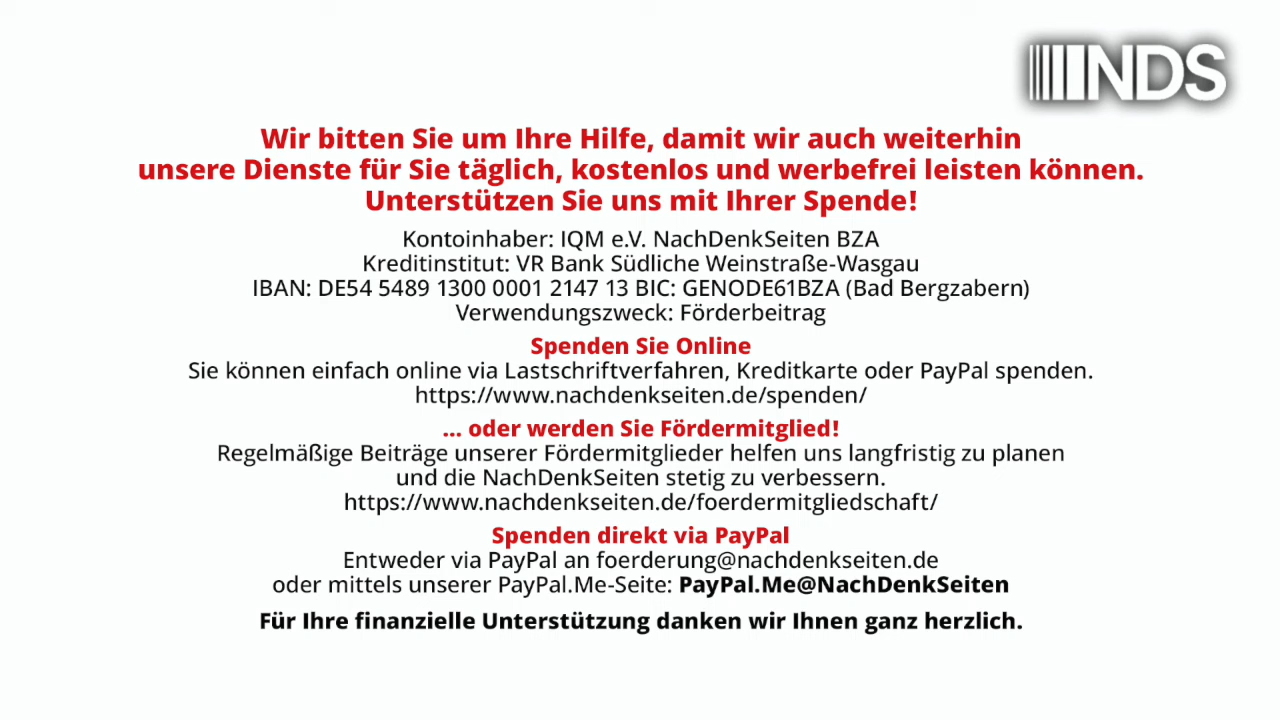 NDS
Wir bitten Sie um Ihre Hilfe, damit wir auch weiterhin
unsere Dienste für Sie täglich, kostenlos und werbefrei leisten können.
Unterstützen Sie uns mit Ihrer Spende!
Kontoinhaber: IQM e.V. NachDenkSeiten BZA
Kreditinstitut: VR Bank Südliche Weinstraße-Wasgau
IBAN: DE54 5489 1300 0001 2147 13 BIC: GENODE61BZA (Bad Bergzabern)
Verwendungszweck: Förderbeitrag
Spenden Sie Online
Sie können einfach online via Lastschriftverfahren, Kreditkarte oder PayPal spenden.
https://www.nachdenkseiten.de/spenden/
... oder werden Sie Fördermitglied!
Regelmäßige Beiträge unserer Fördermitglieder helfen uns langfristig zu planen
und die NachDenkSeiten stetig zu verbessern.
https://www.nachdenkseiten.de/foerdermitgliedschaft/
Spenden direkt via PayPal
Entweder via PayPal an foerderung@nachdenkseiten.de
oder mittels unserer PayPal.Me-Seite: PayPal.Me@NachDenkSeiten
Für Ihre finanzielle Unterstützung danken wir Ihnen ganz herzlich.